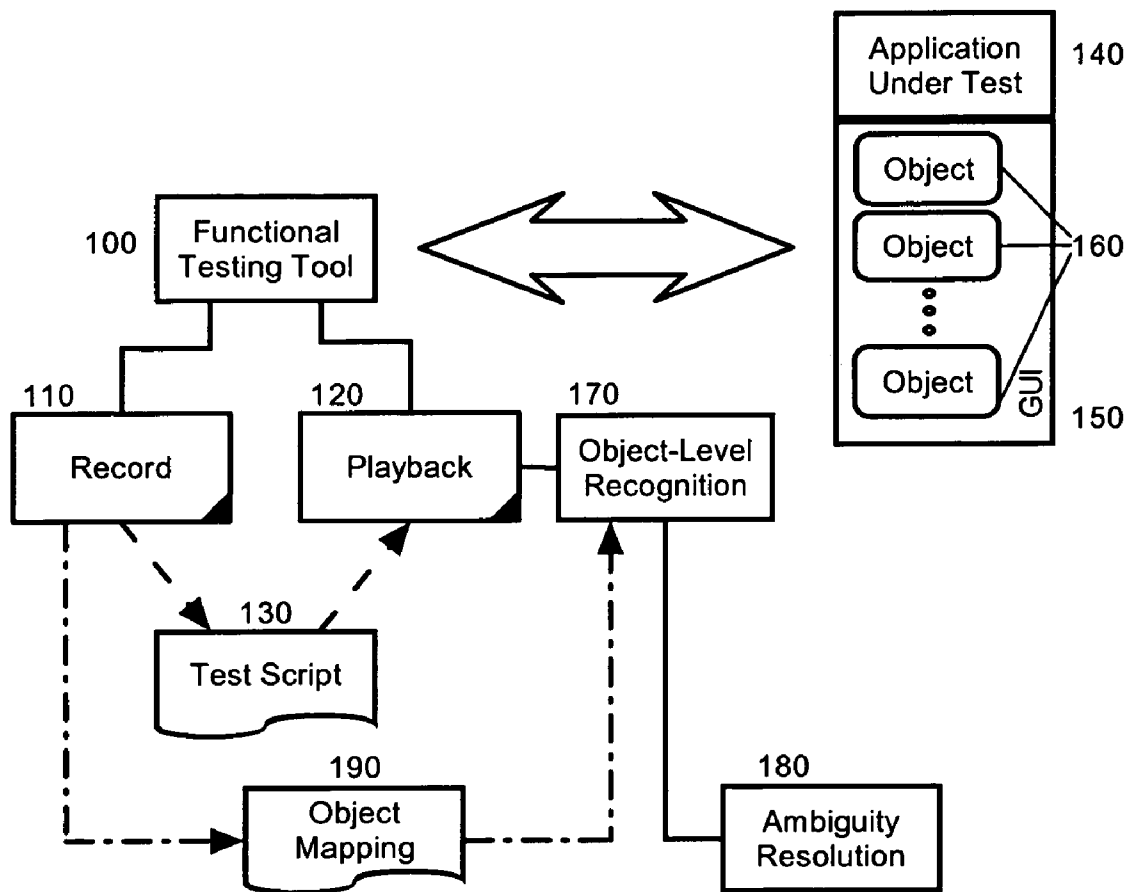 Application
Under Test
140
Object
100
Functional
Testing Tool
Object
160
Object
GUI
150
110
120
170
Record
Playback
Object-Level
Recognition
130
Test Script
190
180
Object
Mapping
Ambiguity
Resolution